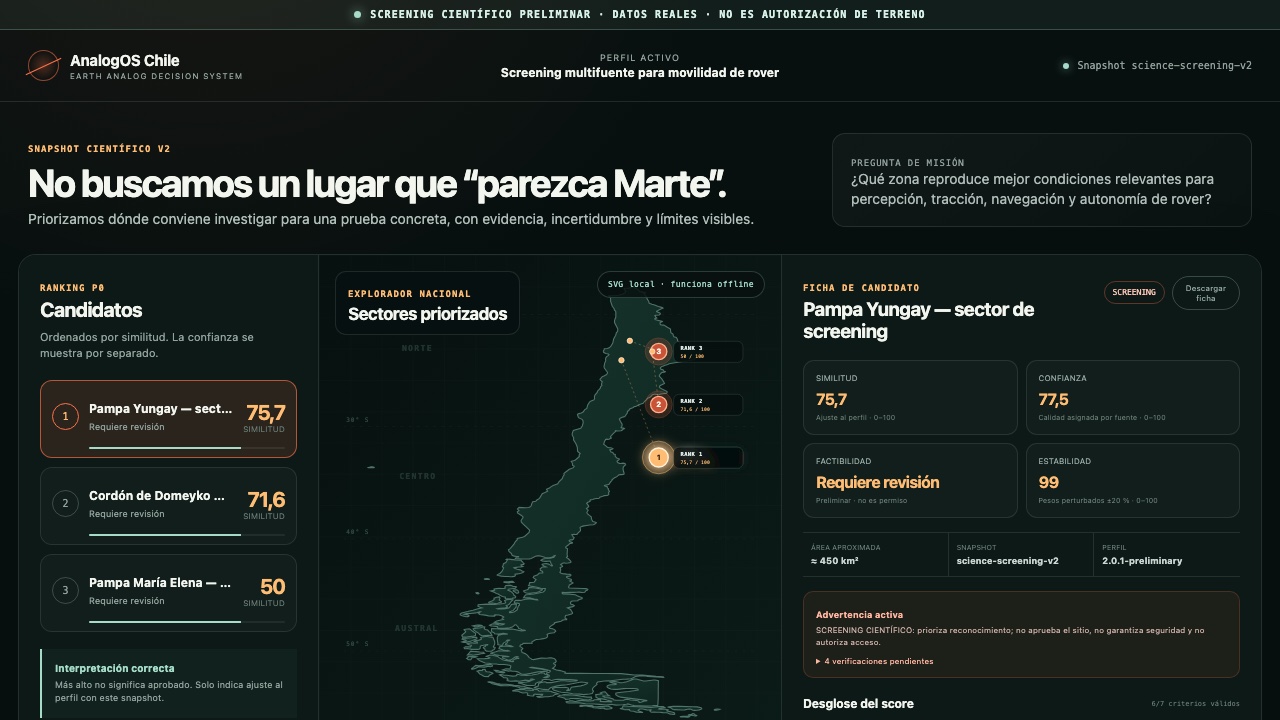 SCREENING CIENTÍFICO PRELIMINAR · DATOS REALES · NO ES AUTORIZACIÓN DE TERRENO
AnalogOS Chile
EARTH ANALOG DECISION SYSTEM
PERFIL ACTIVO
Screening multifuente para movilidad de rover
Snapshot science-screening-v2
SNAPSHOT CIENTÍFICO V2
No buscamos un lugar que “parezca Marte”.
Priorizamos dónde conviene investigar para una prueba concreta, con evidencia, incertidumbre y límites visibles.
PREGUNTA DE MISIÓN
¿Qué zona reproduce mejor condiciones relevantes para
percepción, tracción, navegación y autonomía de rover?
RANKING P0
Candidatos
Ordenados por similitud. La confianza se
muestra por separado.
1
Pampa Yungay — sect...
Requiere revisión
75,7
SIMILITUD
2
Cordón de Domeyko ...
Requiere revisión
71,6
SIMILITUD
3
Pampa María Elena — ...
Requiere revisión
50
SIMILITUD
Interpretación correcta
Más alto no significa aprobado. Solo indica ajuste al
perfil con este snapshot.
EXPLORADOR NACIONAL
Sectores priorizados
SVG local · funciona offline
NORTE
3
RANK 3
50 / 100
2
RANK 2
71,6 / 100
30° S
1
RANK 1
75,7 / 100
CENTRO
40° S
AUSTRAL
50° S
FICHA DE CANDIDATO
Pampa Yungay — sector de
screening
SCREENING
Descargar
ficha
SIMILITUD
75,7
Ajuste al perfil · 0–100
CONFIANZA
77,5
Calidad asignada por fuente · 0–100
FACTIBILIDAD
Requiere revisión
Preliminar · no es permiso
ESTABILIDAD
99
Pesos perturbados ±20 % · 0–100
ÁREA APROXIMADA
≈ 450 km²
SNAPSHOT
science-screening-v2
PERFIL
2.0.1-preliminary
Advertencia activa
SCREENING CIENTÍFICO: prioriza reconocimiento; no aprueba el sitio, no garantiza seguridad y no
autoriza acceso.
4 verificaciones pendientes
Desglose del score
6/7 criterios válidos